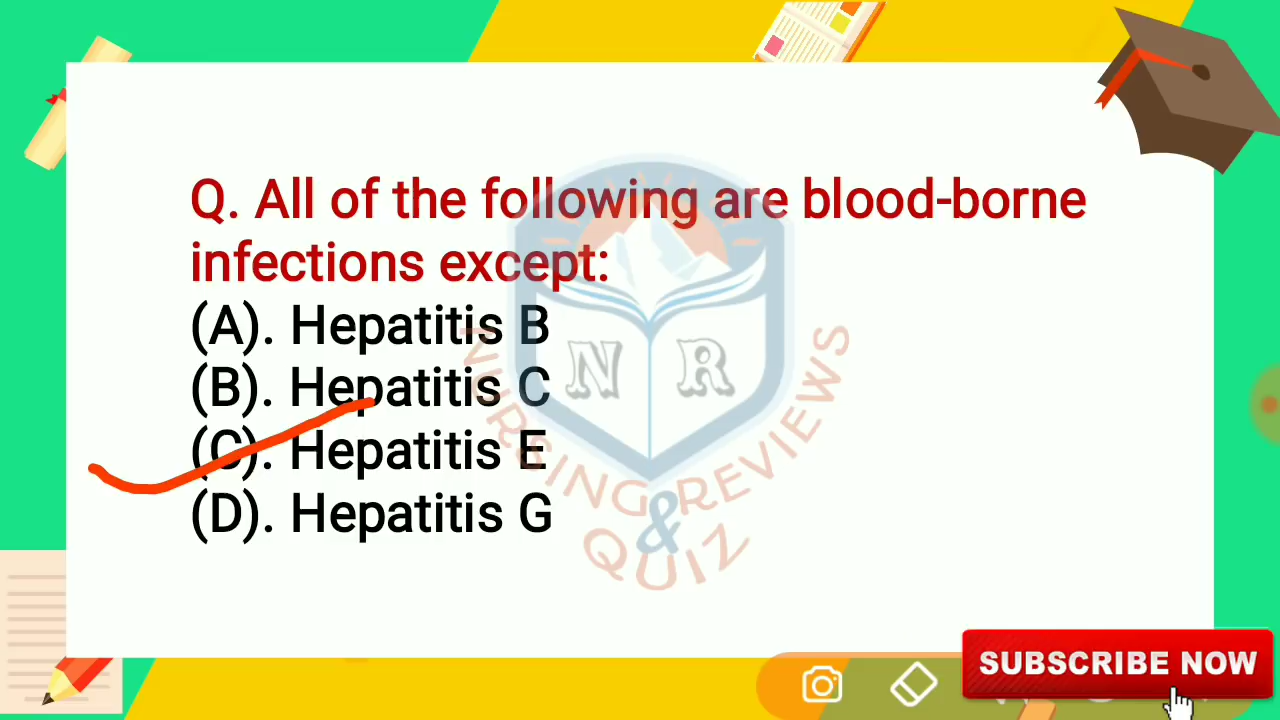 Q. All of the following are blood-borne
infections except:
(A). Hepatitis B
(B). Hepatitis C
(C). Hepatitis E
(D). Hepatitis G
N R
NURSING REVIEWS
&
QUIZ
SUBSCRIBE NOW